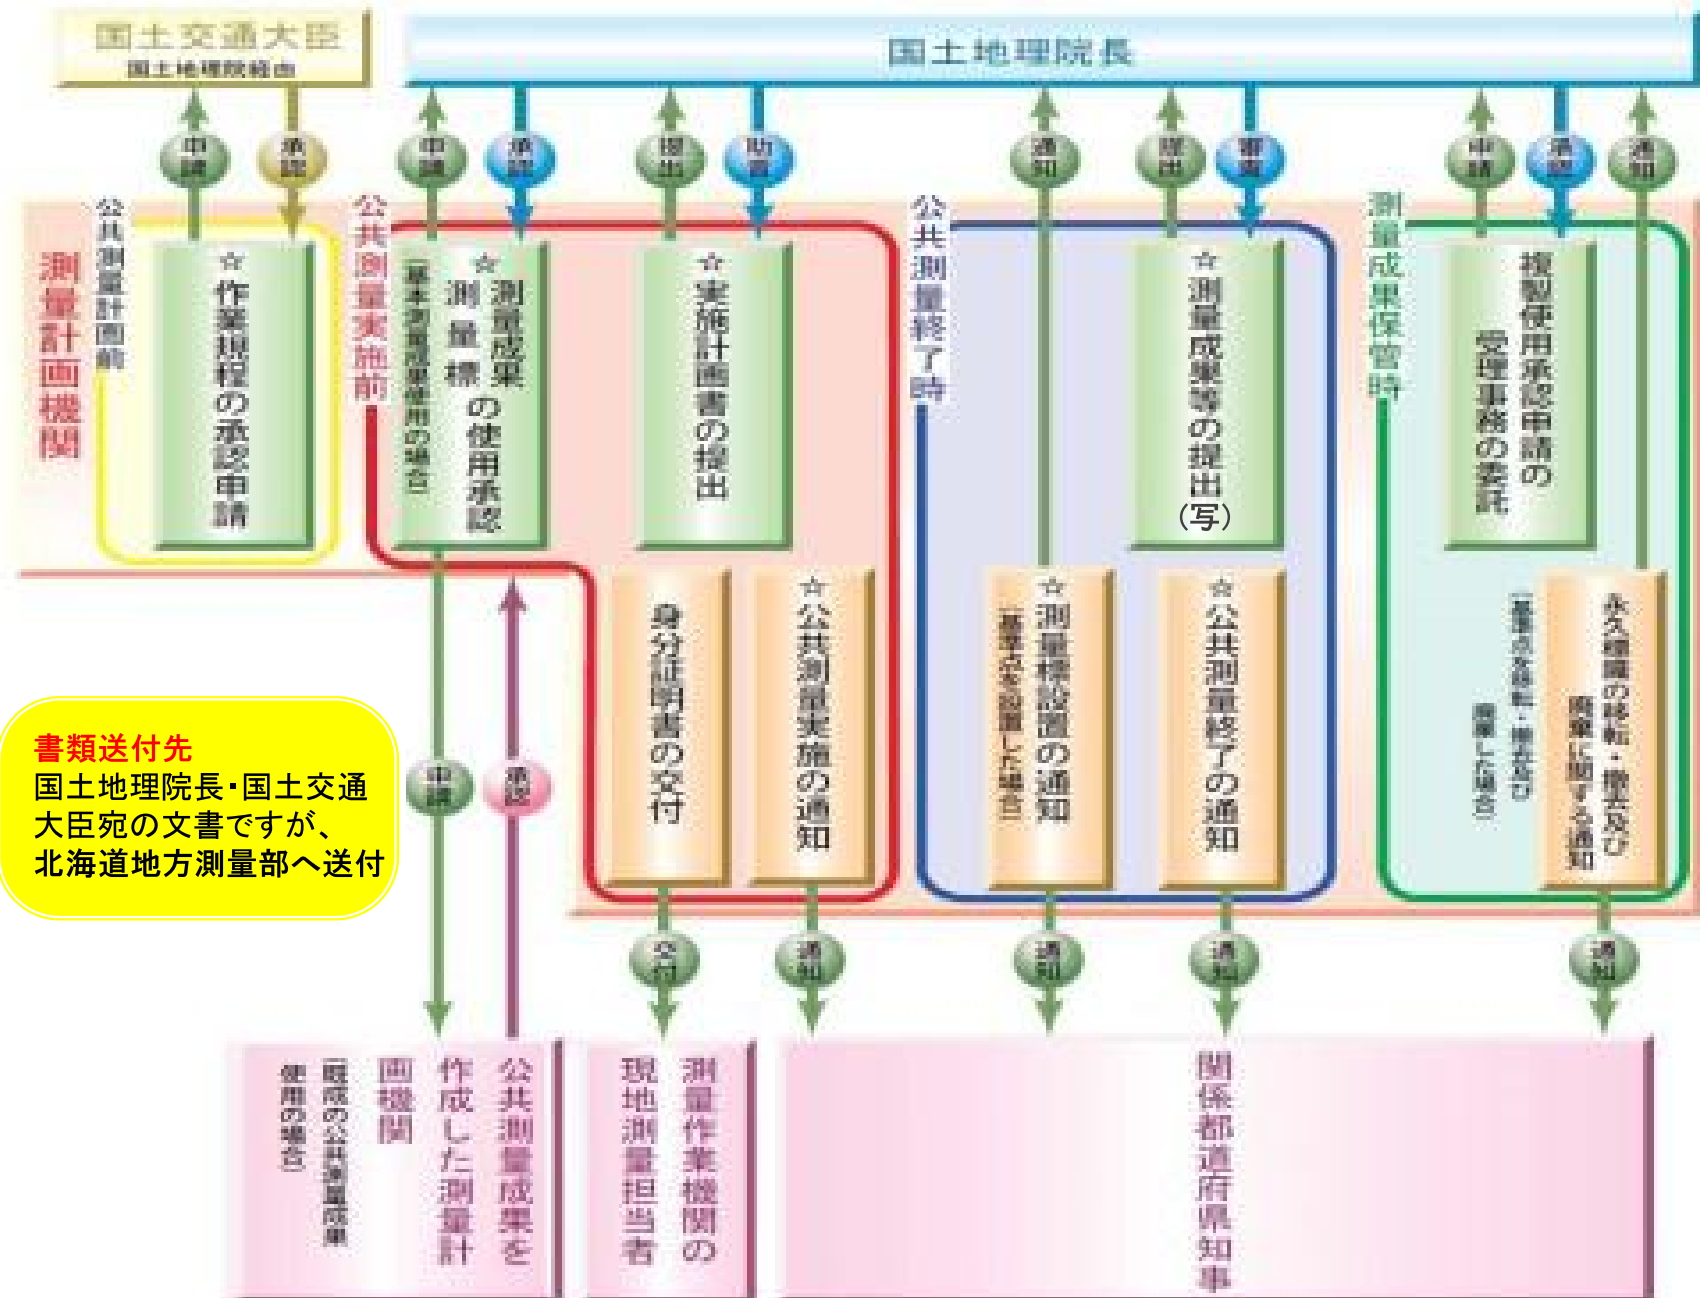 国土交通大臣
国土地理院経由
国土地理院長
申請
承認
申請
承認
提出
助言
通知
提出
審査
申請
承認
通知
測量計画機関
公共測量計画前
☆作業規程の承認申請
公共測量実施前
☆測量成果
測量標
の使用承認
(基本測量成果使用の場合)
☆実施計画書の提出
身分証明書の交付
☆公共測量実施の通知
公共測量終了時
☆測量成果等の提出
(写)
☆測量標設置の通知
(基準点を設置した場合)
☆公共測量終了の通知
測量成果保管時
複製使用承認申請の
受理事務の委託
永久標識の移転・撤去及び
廃棄に関する通知
(基準点を移転・撤去及び
廃棄した場合)
書類送付先
国土地理院長・国土交通
大臣宛の文書ですが、
北海道地方測量部へ送付
申請
承認
交付
通知
通知
通知
通知
公共測量成果を
作成した測量計
画機関
(既成の公共測量成果
使用の場合)
測量作業機関の
現地測量担当者
関係都道府県知事